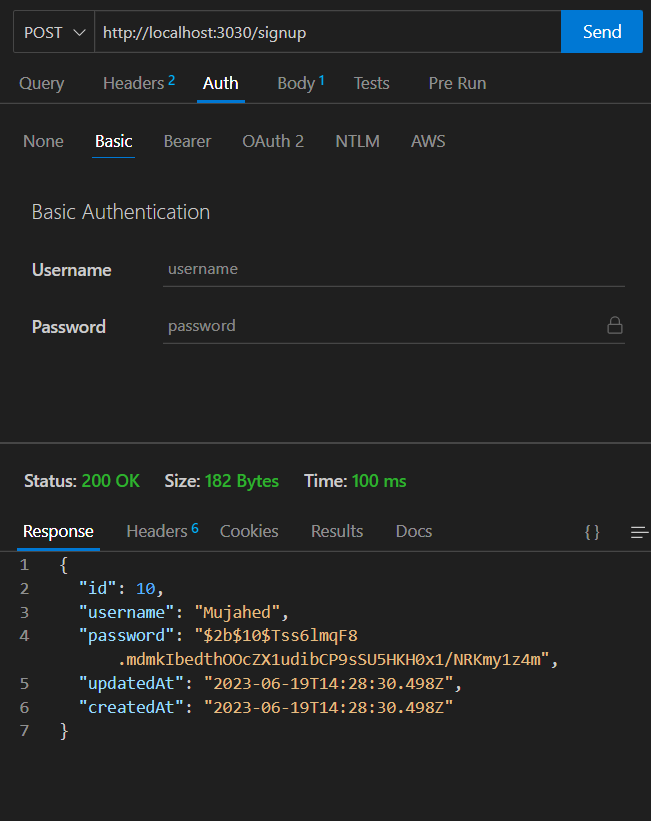 POST http://localhost:3030/signup Send
Query Headers 2 Auth Body 1 Tests Pre Run
None Basic Bearer OAuth 2 NTLM AWS
Basic Authentication
Username username
Password password
Status: 200 OK Size: 182 Bytes Time: 100 ms
Response Headers 6 Cookies Results Docs { }
1 {
2 "id": 10,
3 "username": "Mujahed",
4 "password": "$2b$10$Tss6lmqF8
.mdmkIbedthOOcZX1udibCP9sSU5HKH0x1/NRKmy1z4m",
5 "updatedAt": "2023-06-19T14:28:30.498Z",
6 "createdAt": "2023-06-19T14:28:30.498Z"
7 }